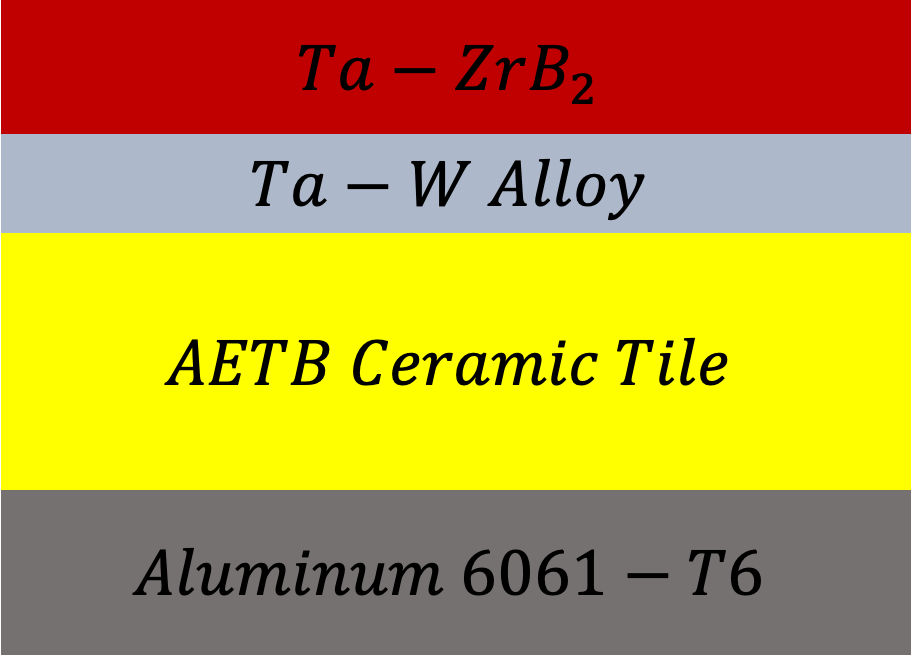 Ta − ZrB₂
Ta − W Alloy
AETB Ceramic Tile
Aluminum 6061 − T6